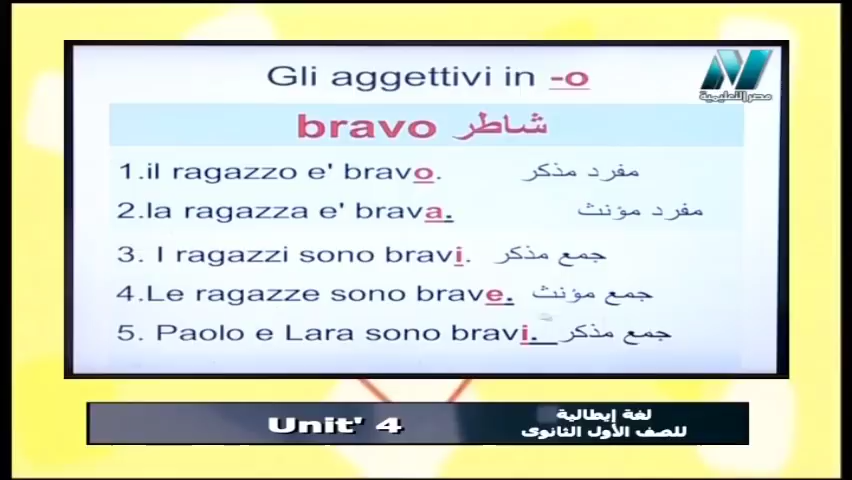 Gli aggettivi in -o
مصر التعليمية
bravo شاطر
1.il ragazzo e' bravo. مفرد مذكر
2.la ragazza e' brava. مفرد مؤنث
3. I ragazzi sono bravi. جمع مذكر
4.Le ragazze sono brave. جمع مؤنث
5. Paolo e Lara sono bravi. جمع مذكر
Unit' 4
لغة إيطالية
للصف الأول الثانوى